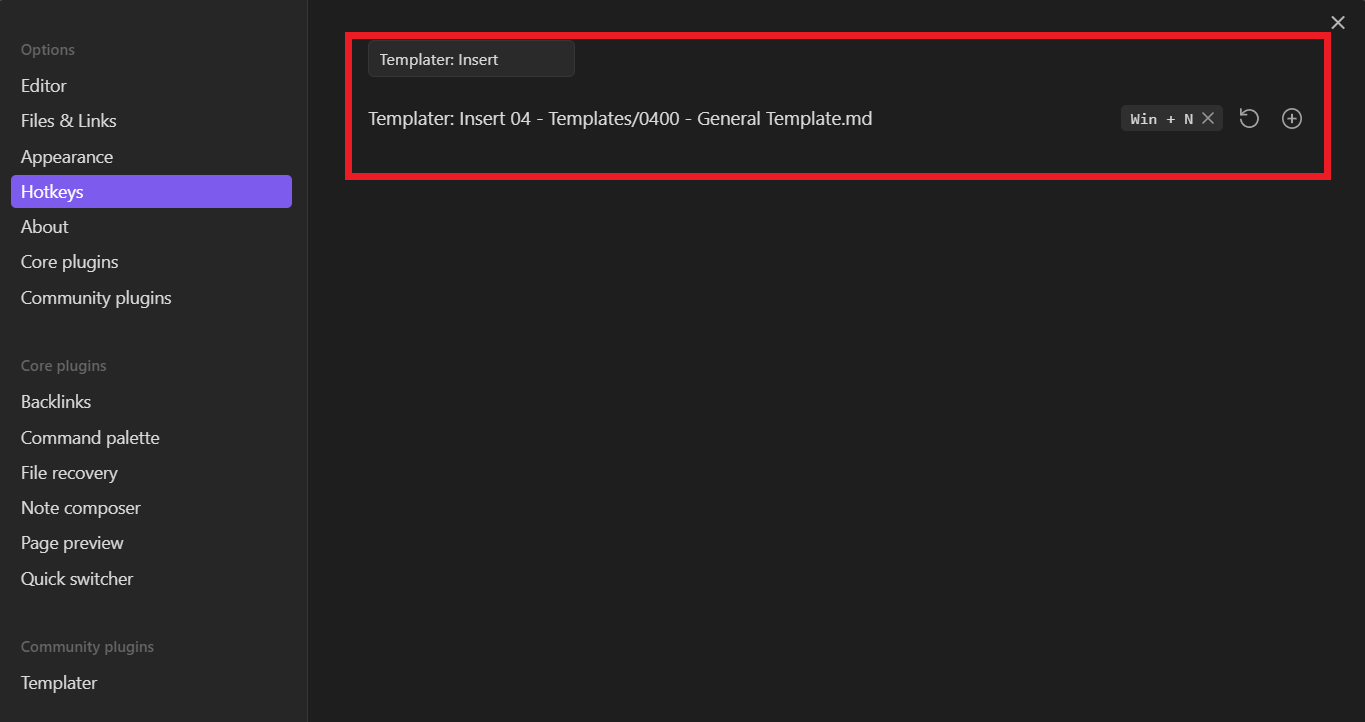 Options
Editor
Files & Links
Appearance
Hotkeys
About
Core plugins
Community plugins
Core plugins
Backlinks
Command palette
File recovery
Note composer
Page preview
Quick switcher
Community plugins
Templater
Templater: Insert
Templater: Insert 04 - Templates/0400 - General Template.md
Win + N